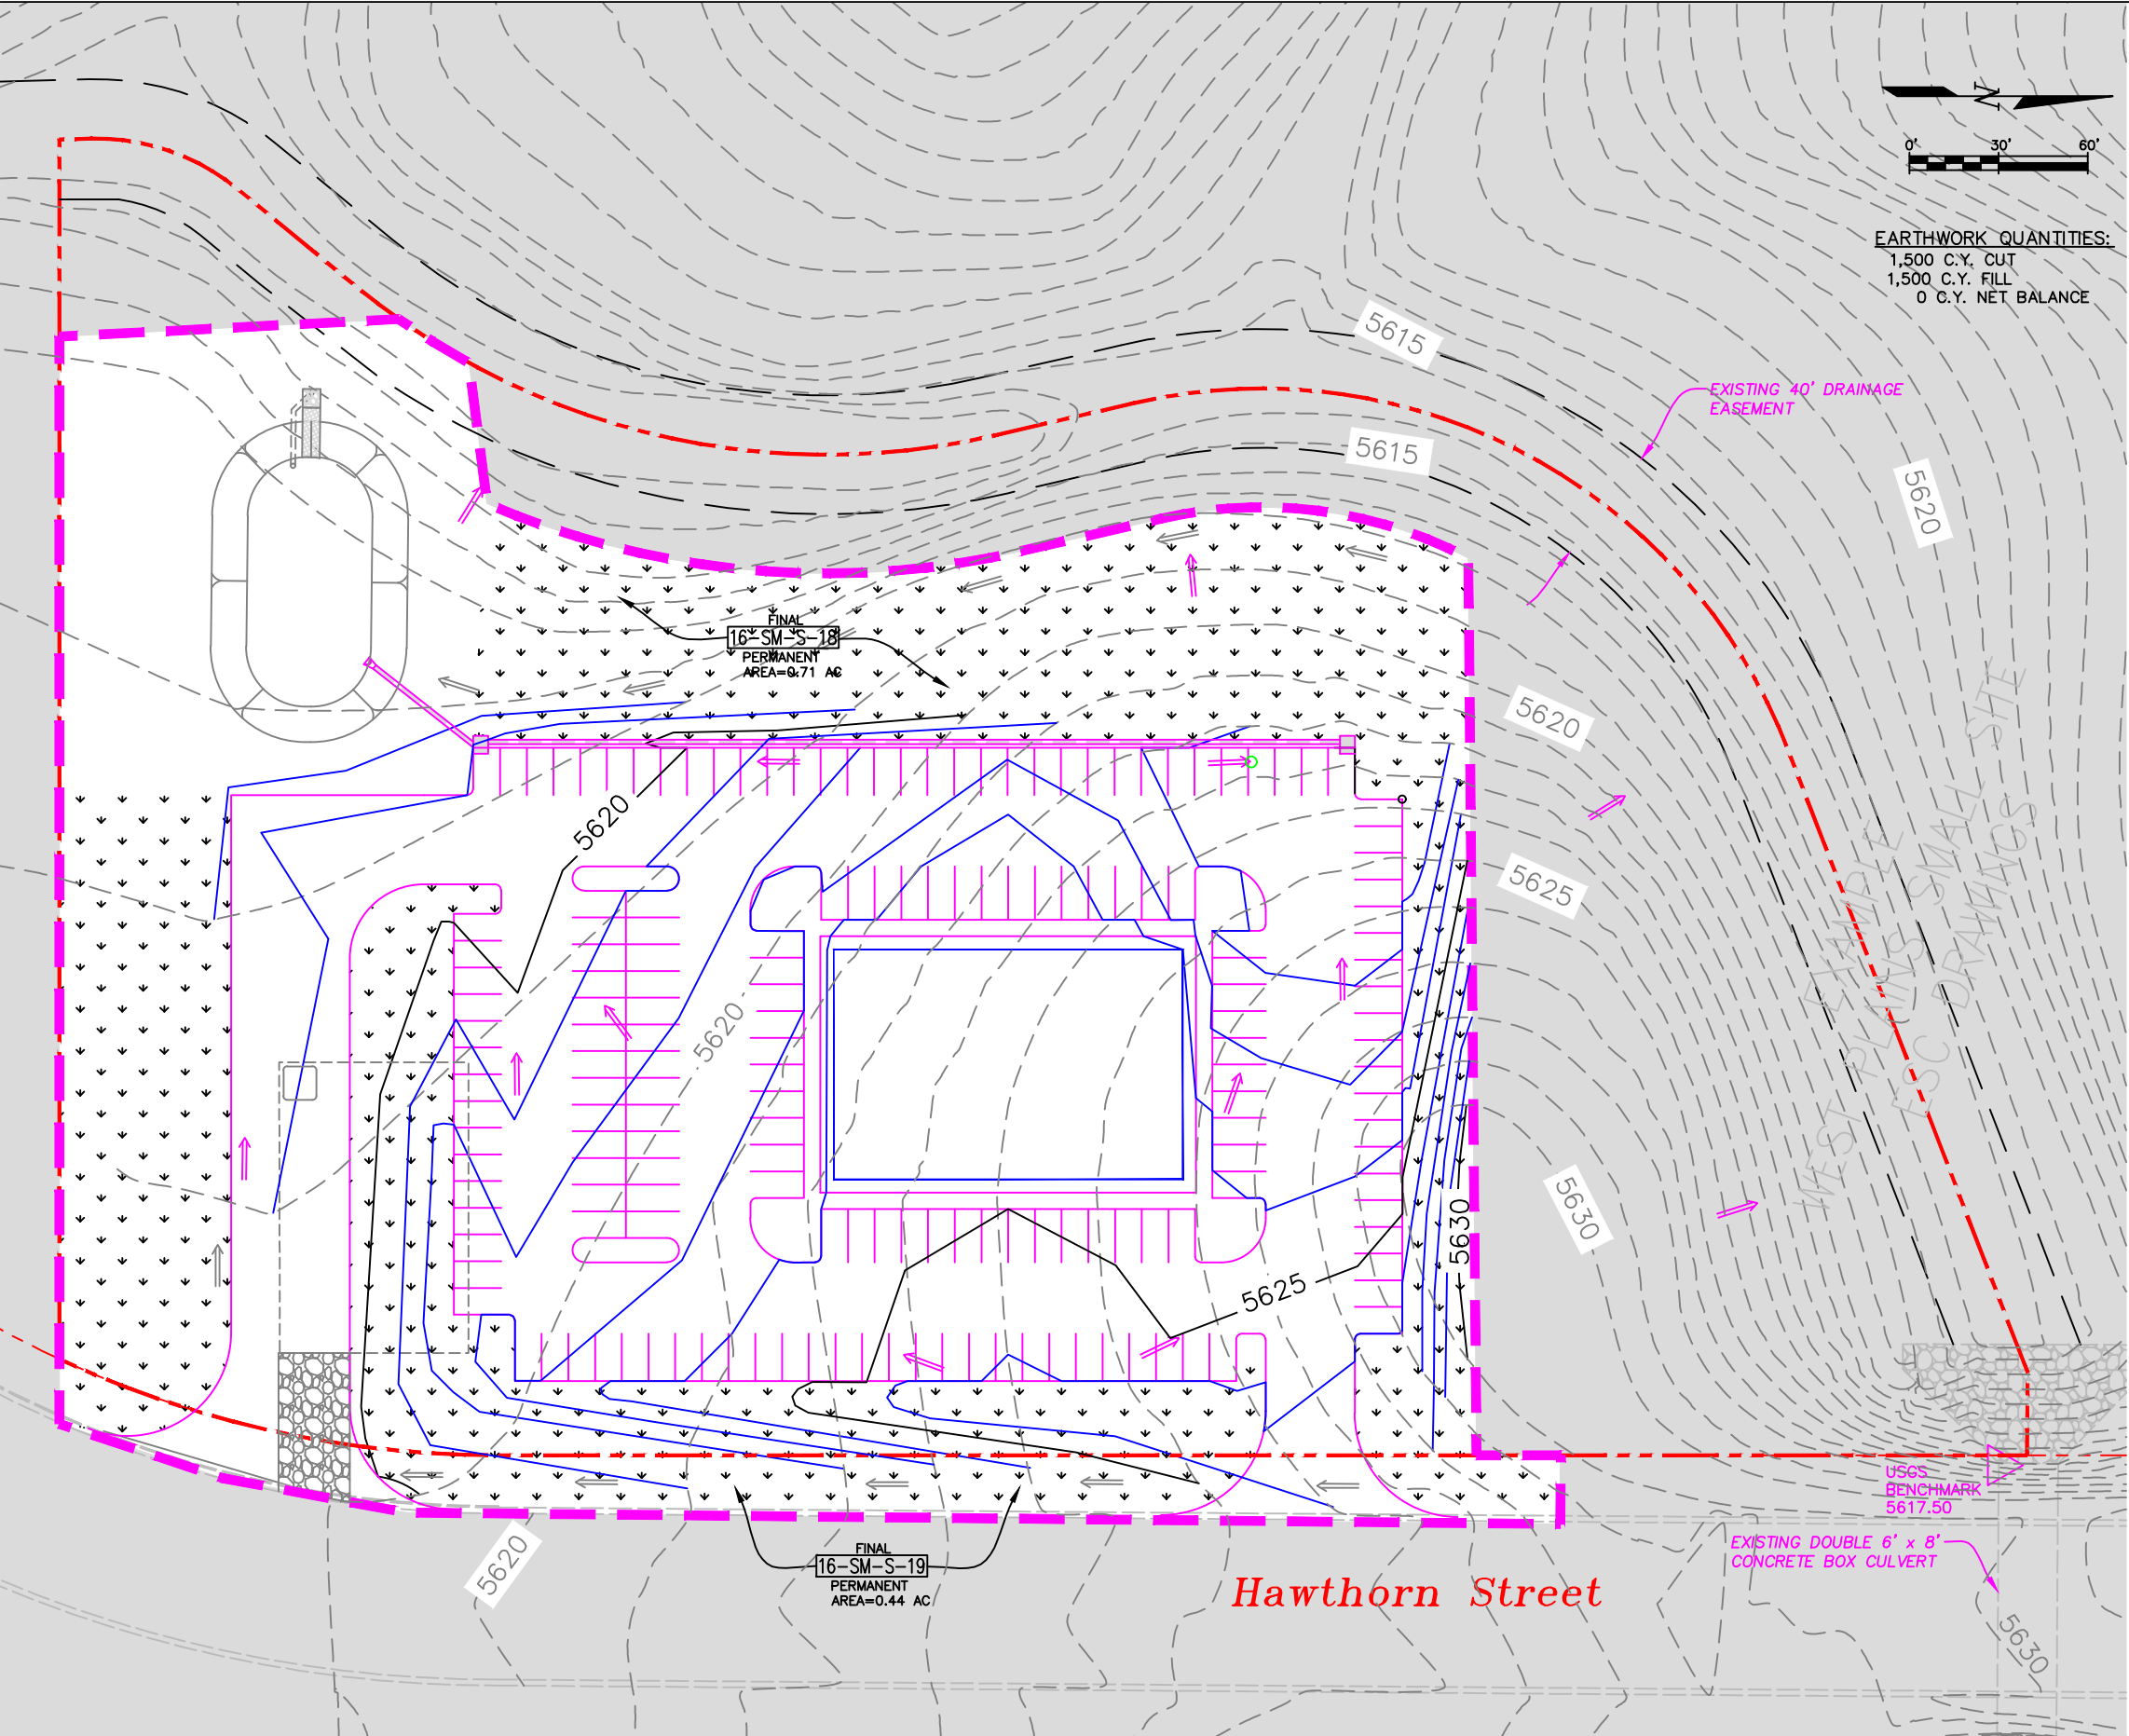 N
0' 30' 60'
EARTHWORK QUANTITIES:
1,500 C.Y. CUT
1,500 C.Y. FILL
0 C.Y. NET BALANCE
5615
EXISTING 40' DRAINAGE
EASEMENT
5615
5620
FINAL
16-SM-S-18
PERMANENT
AREA=0.71 AC
5620
5620
5625
WEST EXAMPLE
PLANS SMALL SITE
ESC DRAWINGS
5620
5630
5630
5625
USGS
BENCHMARK
5617.50
EXISTING DOUBLE 6' x 8'
CONCRETE BOX CULVERT
5620
FINAL
16-SM-S-19
PERMANENT
AREA=0.44 AC
Hawthorn Street
5630